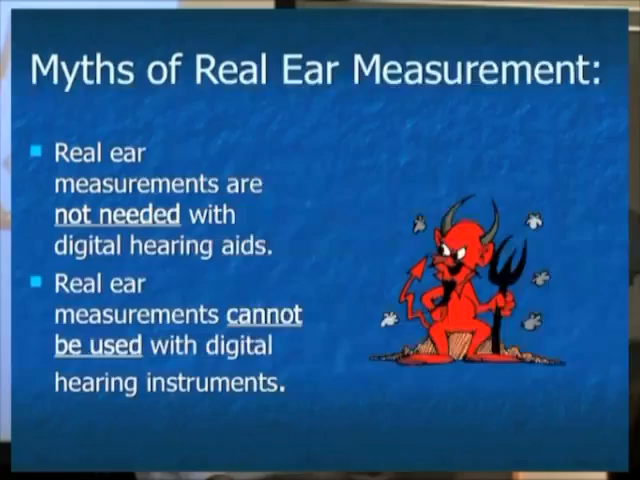 Myths of Real Ear Measurement:
Real ear
measurements are
not needed with
digital hearing aids.
Real ear
measurements cannot
be used with digital
hearing instruments.